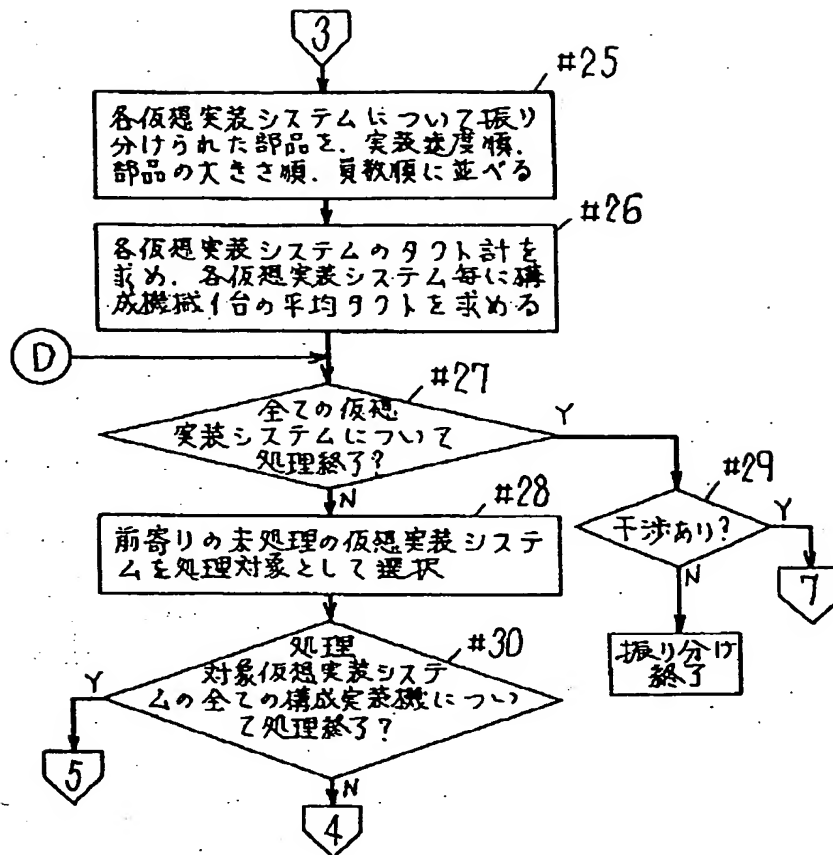 3
#25
各仮想実装システムについて振り
分けられた部品を、実装速度順、
部品の大きさ順、員数順に並べる
#26
各仮想実装システムのタクト計を
求め、各仮想実装システム毎に構
成機械1台の平均タクトを求める
D
#27
全ての仮想
実装システムについて
処理終了?
Y
N
#28
前寄りの未処理の仮想実装システ
ムを処理対象として選択
#29
干渉あり?
Y
N
7
振り分け
終了
#30
処理
対象仮想実装システ
ムの全ての構成実装機につい
て処理終了?
Y
N
5
4